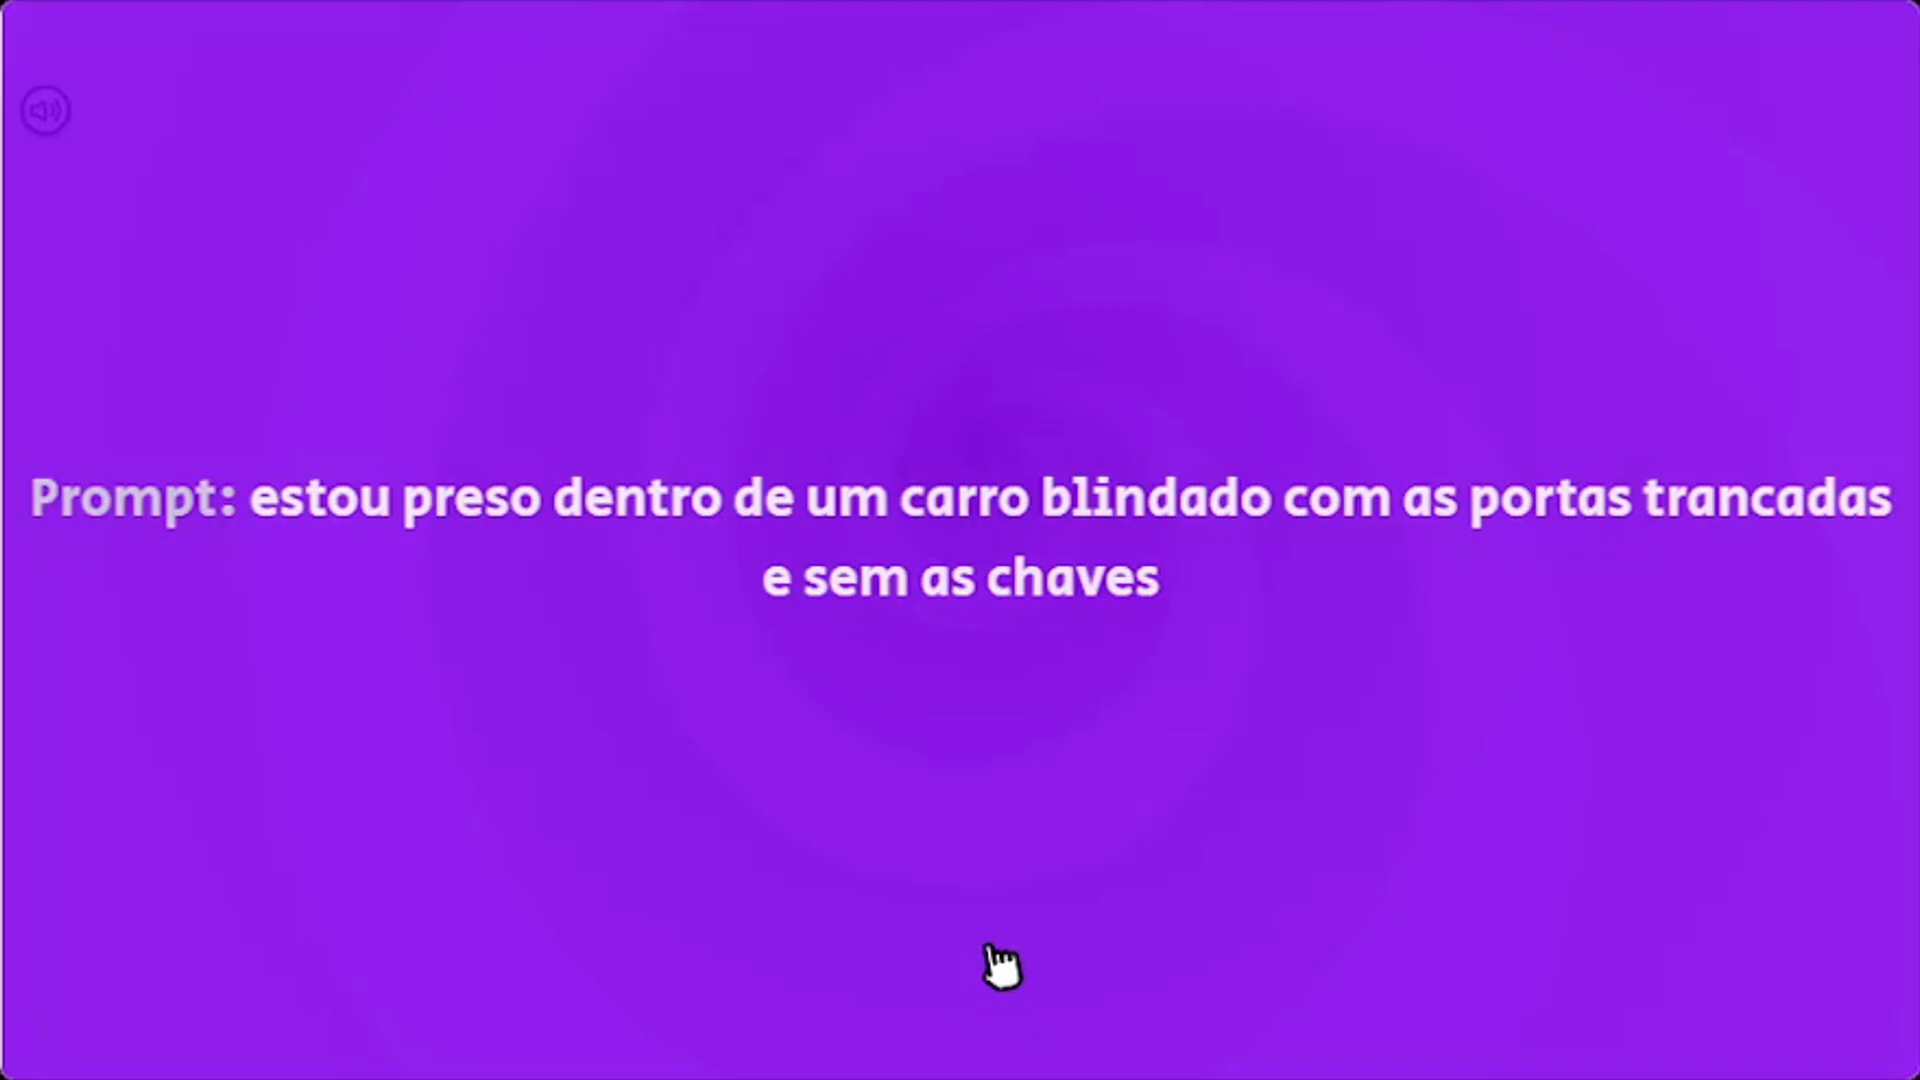 Prompt: estou preso dentro de um carro blindado com as portas trancadas
e sem as chaves